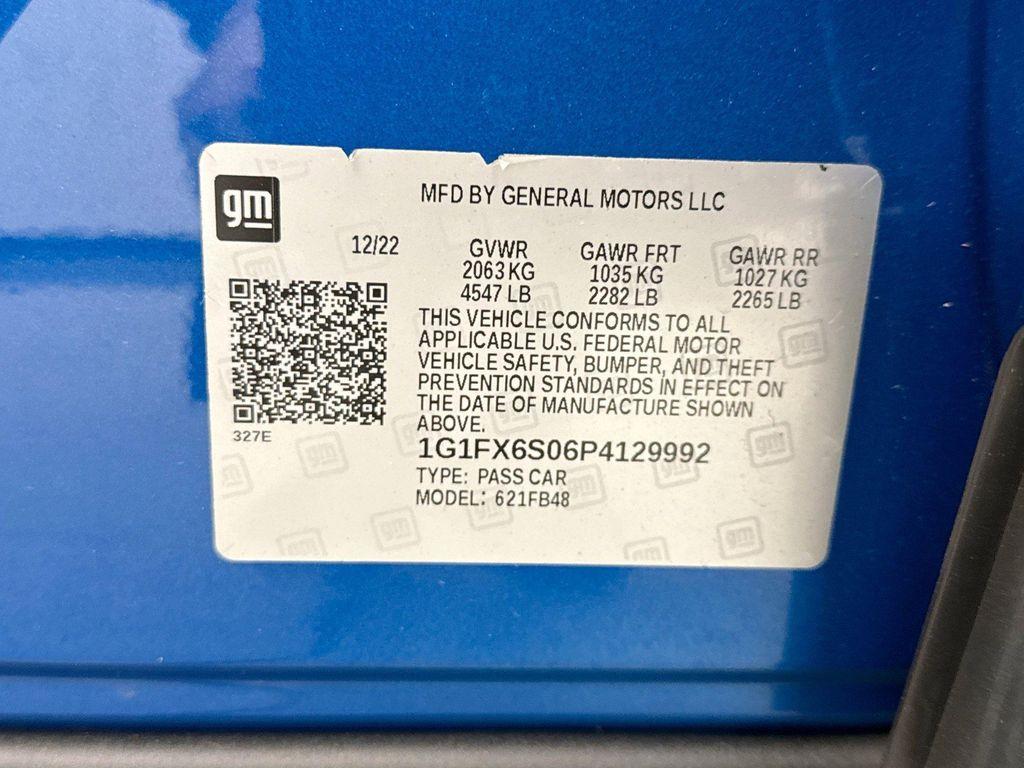 gm
MFD BY GENERAL MOTORS LLC
12/22
GVWR
2063 KG
4547 LB
GAWR FRT
1035 KG
2282 LB
GAWR RR
1027 KG
2265 LB
THIS VEHICLE CONFORMS TO ALL
APPLICABLE U.S. FEDERAL MOTOR
VEHICLE SAFETY, BUMPER, AND THEFT
PREVENTION STANDARDS IN EFFECT ON
THE DATE OF MANUFACTURE SHOWN
ABOVE.
327E
1G1FX6S06P4129992
TYPE: PASS CAR
MODEL: 621FB48